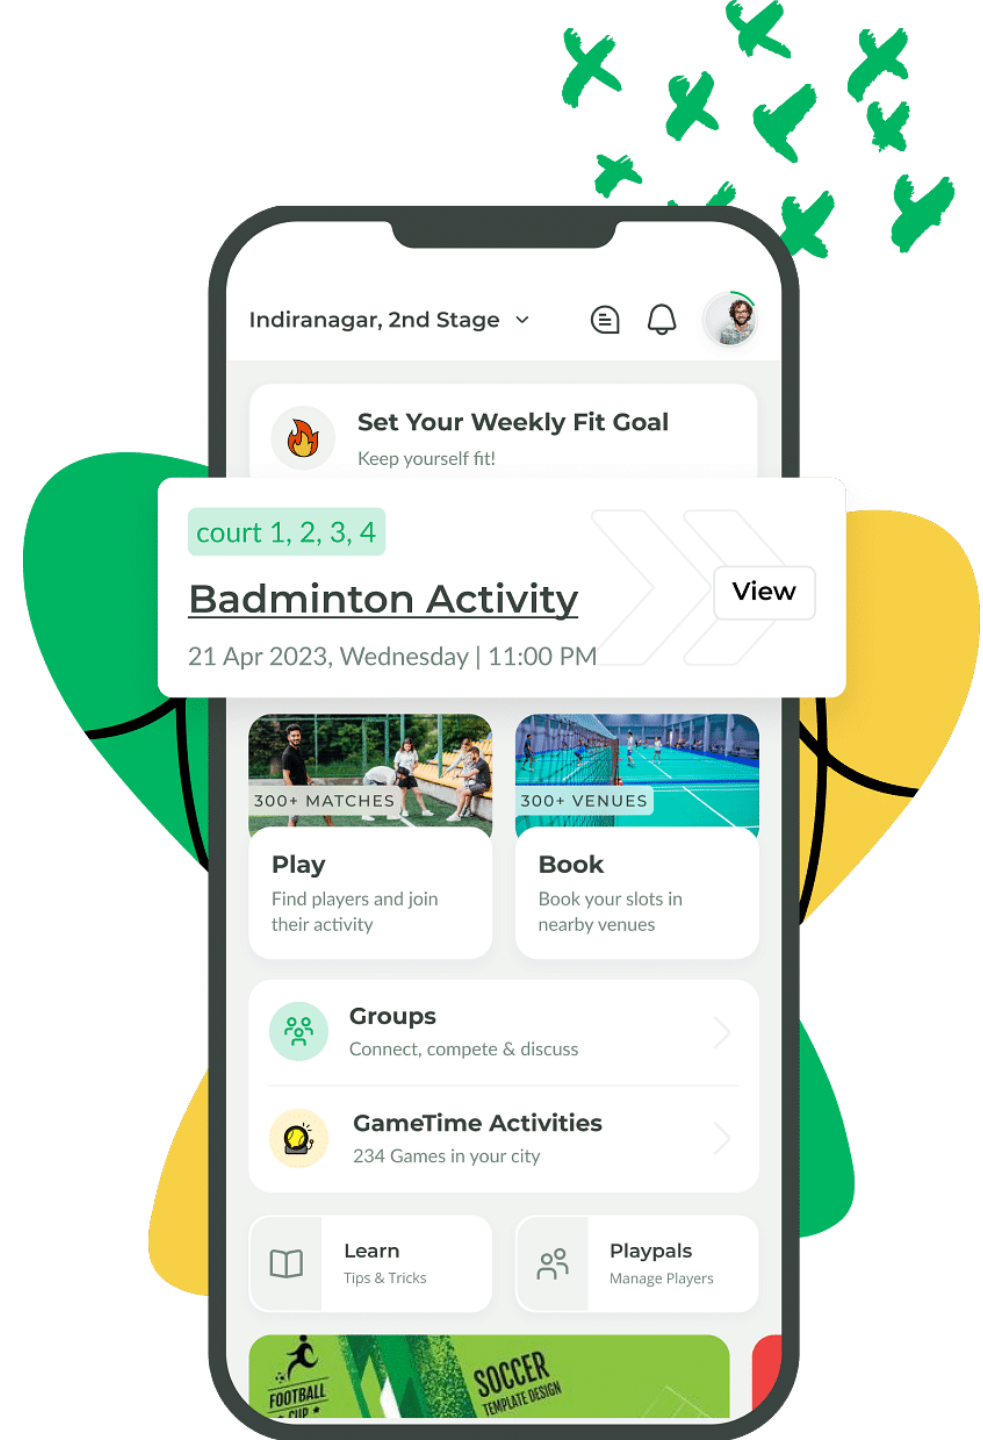 Indiranagar, 2nd Stage
Set Your Weekly Fit Goal
Keep yourself fit!
court 1, 2, 3, 4
Badminton Activity
View
21 Apr 2023, Wednesday | 11:00 PM
300+ MATCHES
300+ VENUES
Play
Find players and join
their activity
Book
Book your slots in
nearby venues
Groups
Connect, compete & discuss
GameTime Activities
234 Games in your city
Learn
Tips & Tricks
Playpals
Manage Players
FOOTBALL
CUP
SOCCER
TEMPLATE DESIGN